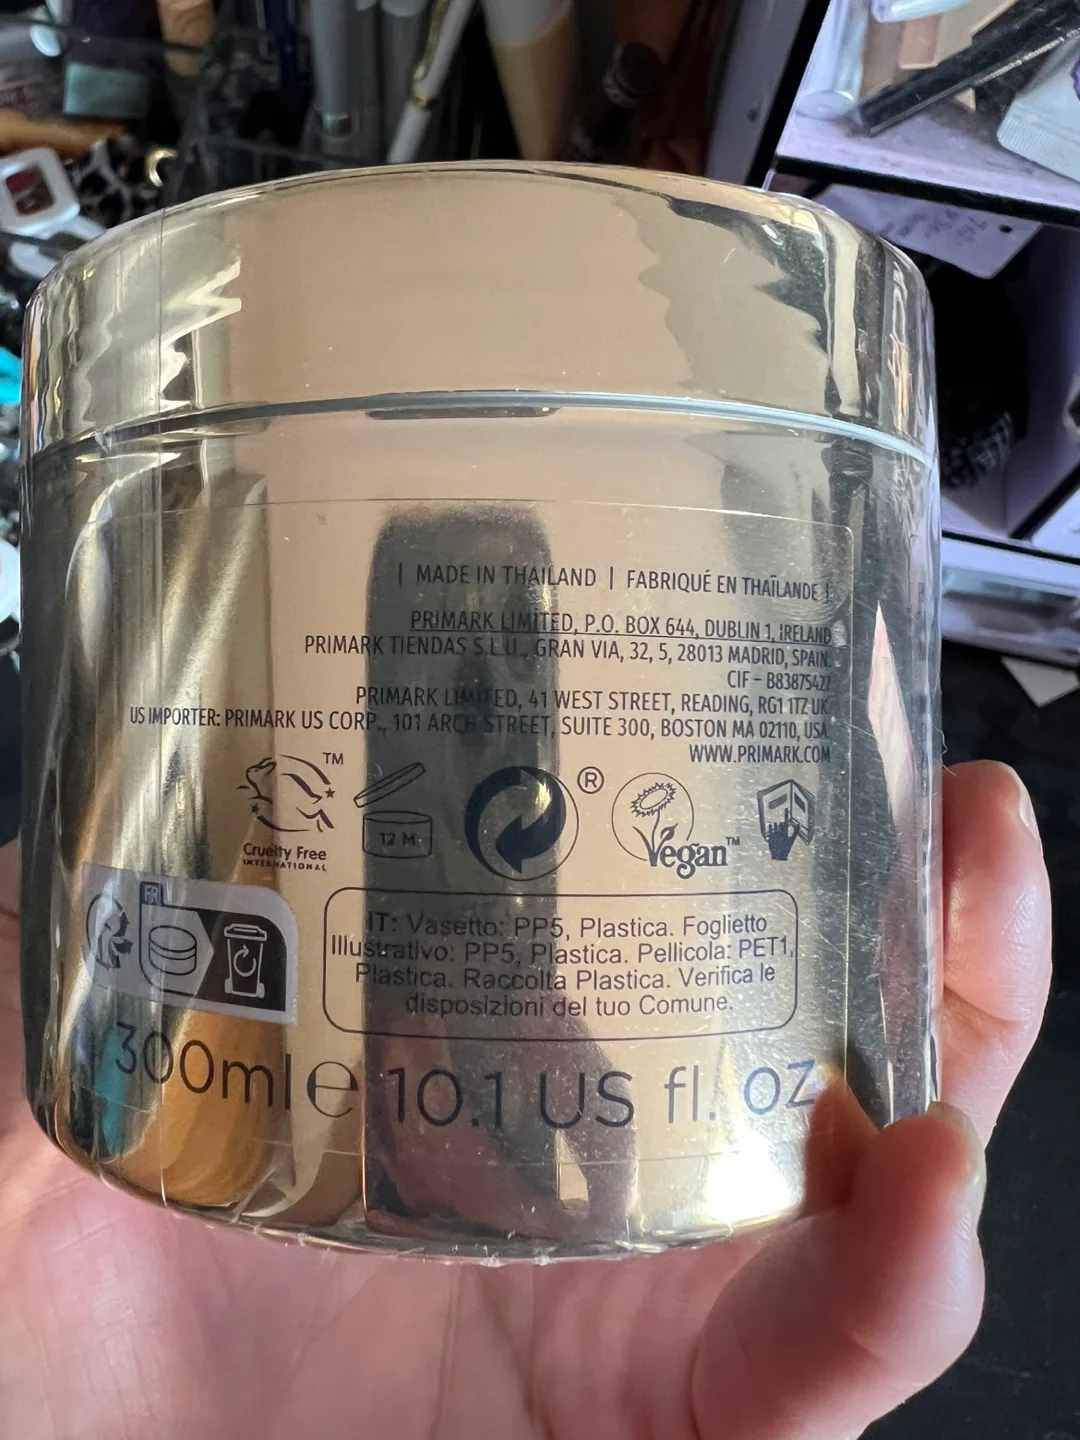 | MADE IN THAILAND | FABRIQUÉ EN THAÏLANDE |
PRIMARK LIMITED, P.O. BOX 644, DUBLIN 1, IRELAND
PRIMARK TIENDAS S.L.U., GRAN VIA, 32, 5, 28013 MADRID, SPAIN.
CIF – B83875427
PRIMARK LIMITED, 41 WEST STREET, READING, RG1 1TZ UK.
US IMPORTER: PRIMARK US CORP., 101 ARCH STREET, SUITE 300, BOSTON MA 02110, USA.
WWW.PRIMARK.COM
TM
®
12 M
Cruelty Free
INTERNATIONAL
Vegan™
FR
IT: Vasetto: PP5, Plastica. Foglietto
Illustrativo: PP5, Plastica. Pellicola: PET1,
Plastica. Raccolta Plastica. Verifica le
disposizioni del tuo Comune.
300ml e 10.1 US fl. oz